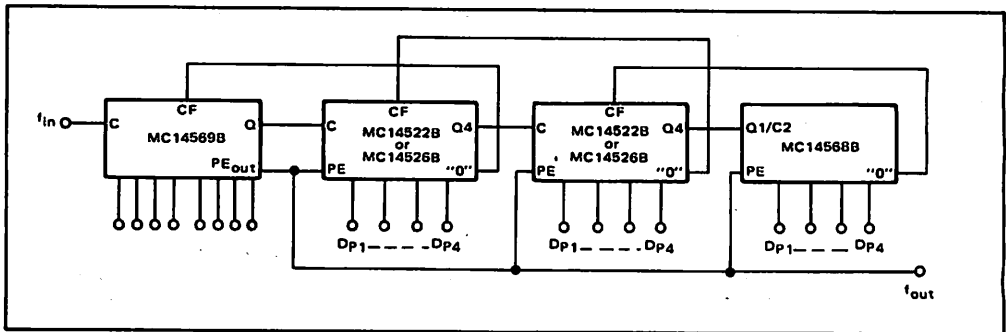 fin
C
CF
MC14569B
Q
PEout
C
CF
MC14522B
or
MC14526B
Q4
PE
"0"
DP1
DP4
C
CF
MC14522B
or
MC14526B
Q4
PE
"0"
DP1
DP4
Q1/C2
MC14568B
PE
"0"
DP1
DP4
fout